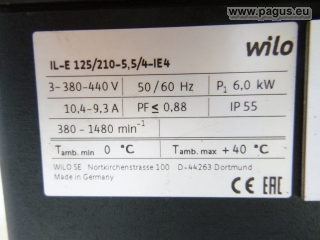 www.pagus.eu
wilo
IL-E 125/210-5,5/4-IE4
3~380-440 V 50/60 Hz P₁ 6,0 kW
10,4-9,3 A PF ≤ 0,88 IP 55
380 - 1480 min⁻¹
Tamb. min 0 °C Tamb. max +40 °C
WILO SE Nortkirchenstrasse 100 D-44263 Dortmund
Made in Germany
CE EAC